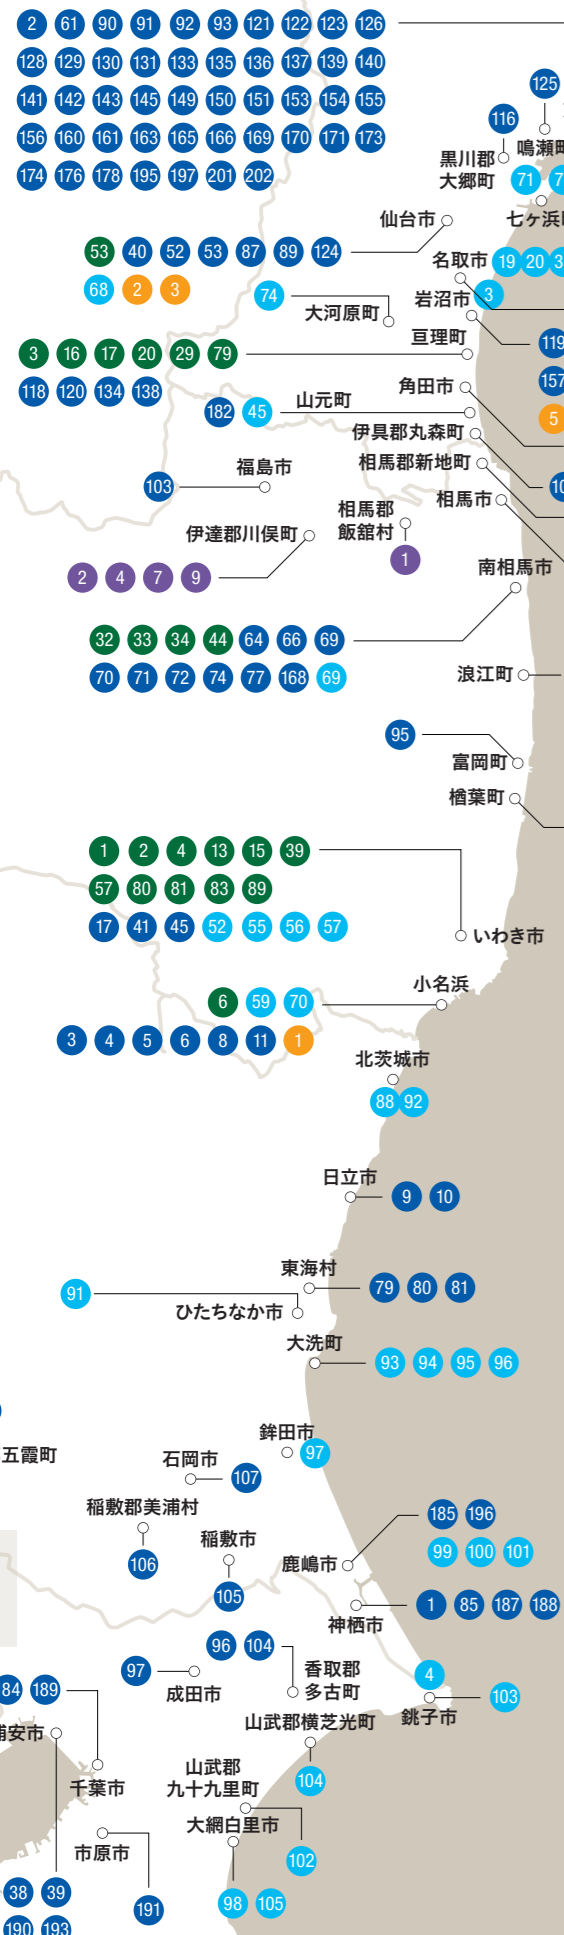 2 61 90 91 92 93 121 122 123 126
128 129 130 131 133 135 136 137 139 140
141 142 143 145 149 150 151 153 154 155
156 160 161 163 165 166 169 170 171 173
174 176 178 195 197 201 202
125
116
鳴瀬町
黒川郡
大郷町
71
七ヶ浜町
仙台市
53 40 52 53 87 89 124
68 2 3
名取市
19 20
74
大河原町
岩沼市
3
亘理町
3 16 17 20 29 79
118 120 134 138
119
157
5
角田市
山元町
182 45
伊具郡丸森町
相馬郡新地町
福島市
103
相馬市
相馬郡
飯舘村
1
伊達郡川俣町
2 4 7 9
南相馬市
32 33 34 44 64 66 69
70 71 72 74 77 168 69
浪江町
95
富岡町
楢葉町
1 2 4 13 15 39
57 80 81 83 89
17 41 45 52 55 56 57
いわき市
小名浜
6 59 70
3 4 5 6 8 11 1
北茨城市
88 92
日立市
9 10
東海村
79 80 81
91
ひたちなか市
大洗町
93 94 95 96
鉾田市
97
五霞町
石岡市
107
稲敷郡美浦村
106
稲敷市
105
185 196
99 100 101
鹿嶋市
1 85 187 188
神栖市
96 104
香取郡
多古町
97
成田市
4
103
銚子市
84 189
浦安市
千葉市
山武郡横芝光町
104
山武郡
九十九里町
102
大網白里市
98 105
市原市
191
38 39
190 193